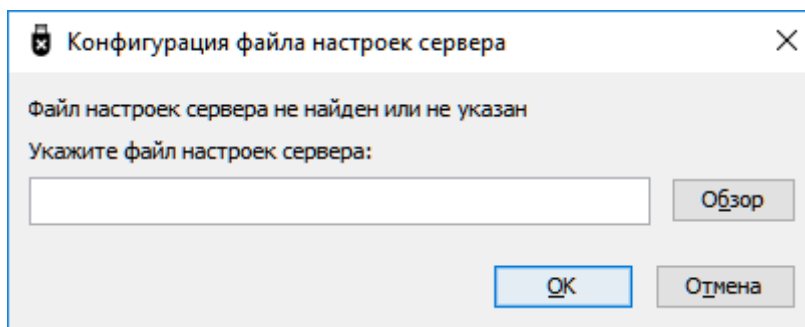 Конфигурация файла настроек сервера
Файл настроек сервера не найден или не указан
Укажите файл настроек сервера:
Обзор
OK
Отмена